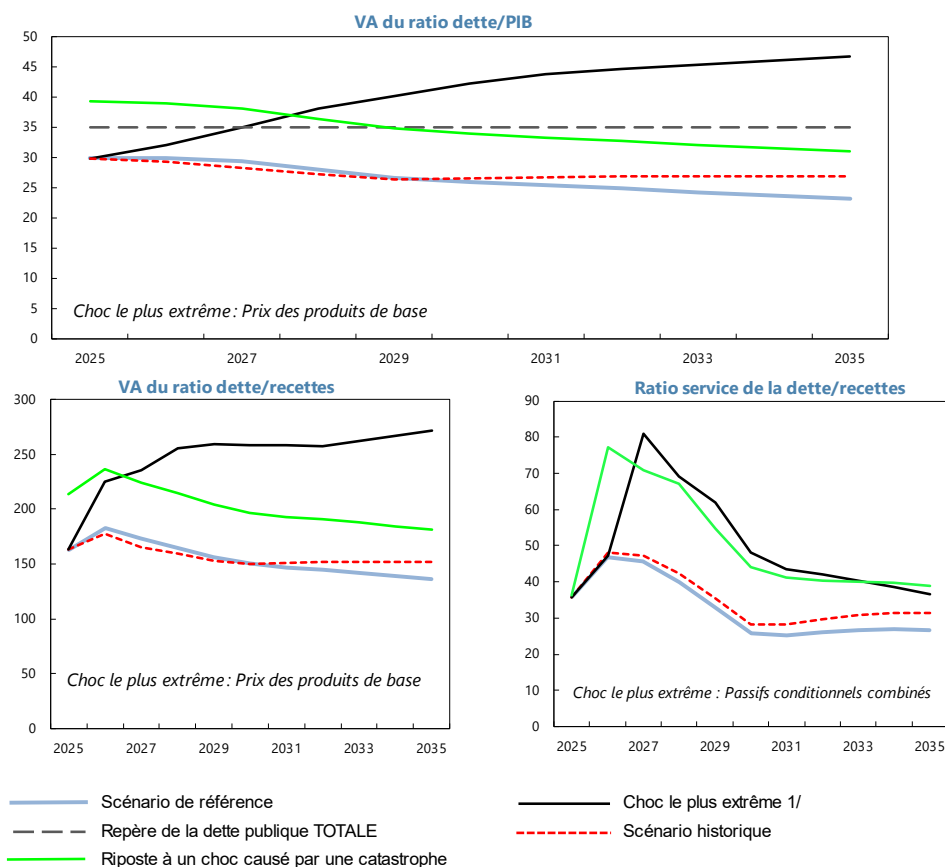 VA du ratio dette/PIB
50
45
40
35
30
25
20
15
10
5
0
Choc le plus extrême : Prix des produits de base
2025 2027 2029 2031 2033 2035
VA du ratio dette/recettes
300
250
200
150
100
50
0
Choc le plus extrême : Prix des produits de base
2025 2027 2029 2031 2033 2035
Ratio service de la dette/recettes
90
80
70
60
50
40
30
20
10
0
Choc le plus extrême : Passifs conditionnels combinés
2025 2027 2029 2031 2033 2035
Scénario de référence
Choc le plus extrême 1/
Repère de la dette publique TOTALE
Scénario historique
Riposte à un choc causé par une catastrophe